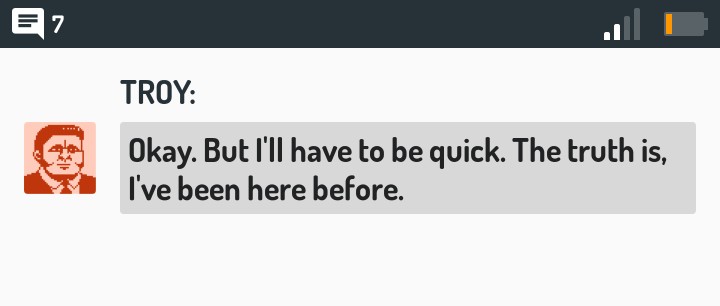 7
TROY:
Okay. But I'll have to be quick. The truth is,
I've been here before.